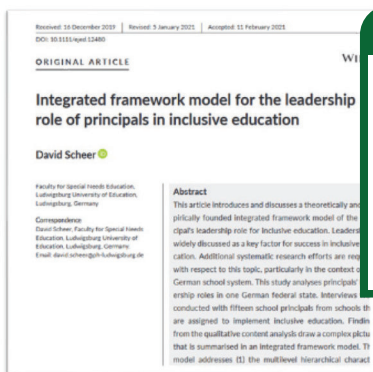 Received: 16 December 2019 | Revised: 5 January 2021 | Accepted: 11 February 2021
DOI: 10.1111/ejed.12480
ORIGINAL ARTICLE
Integrated framework model for the leadership
role of principals in inclusive education
David Scheer
Faculty for Special Needs Education,
Ludwigsburg University of Education,
Ludwigsburg, Germany
Correspondence
David Scheer, Faculty for Special Needs
Education, Ludwigsburg University of
Education, Ludwigsburg, Germany
Email: david.scheer@ph-ludwigsburg.de
Abstract
This article introduces and discusses a theoretically and
pirically founded integrated framework model of the
cipal's leadership role for inclusive education. Leadersh
widely discussed as a key factor for success in inclusive
cation. Additional systematic research efforts are requ
with respect to this topic, particularly in the context o
German school system. This study analyses principals'
ership roles in one German federal state. Interviews
conducted with fifteen school principals from schools th
are assigned to implement inclusive education. Findin
from the qualitative content analysis draw a complex pictu
that is summarised in an integrated framework model. Th
model addresses (1) the multilevel hierarchical charact